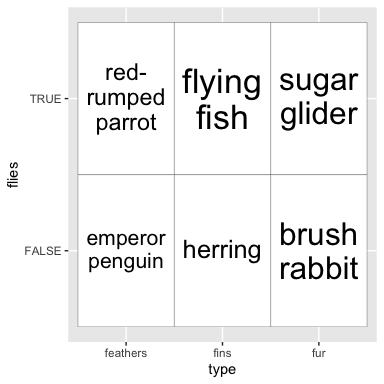 flies
TRUE
red-
rumped
parrot
flying
fish
sugar
glider
FALSE
emperor
penguin
herring
brush
rabbit
feathers
fins
fur
type